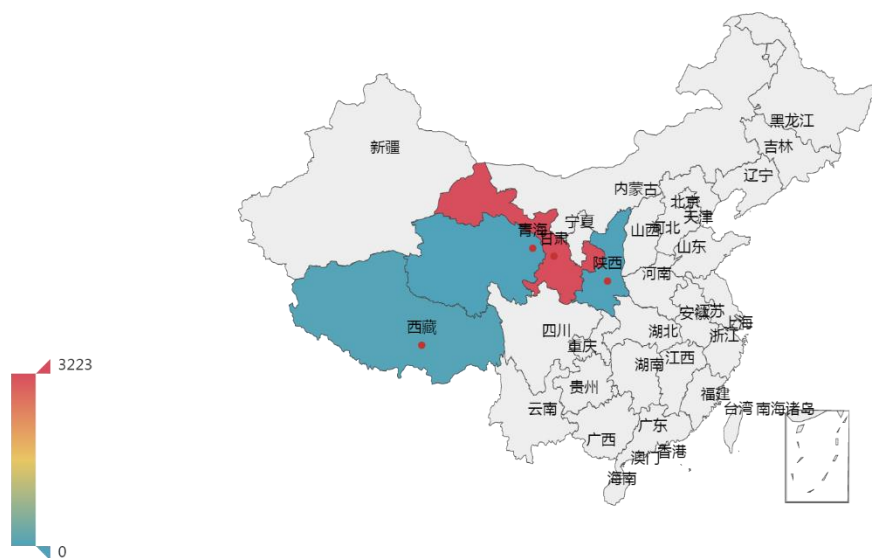 黑龙江
新疆
吉林
辽宁
内蒙古
北京
天津
宁夏
青海
甘肃
山西
河北
山东
陕西
河南
西藏
安徽
江苏
上海
四川
湖北
浙江
重庆
湖南
江西
3223
贵州
福建
云南
台湾
南海诸岛
广西
广东
澳门
香港
海南
0